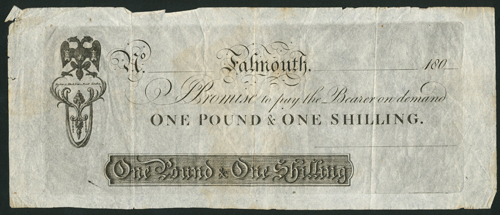 No. Falmouth. 180
I Promise to pay the Bearer on demand
ONE POUND & ONE SHILLING.
One Pound & One Shilling